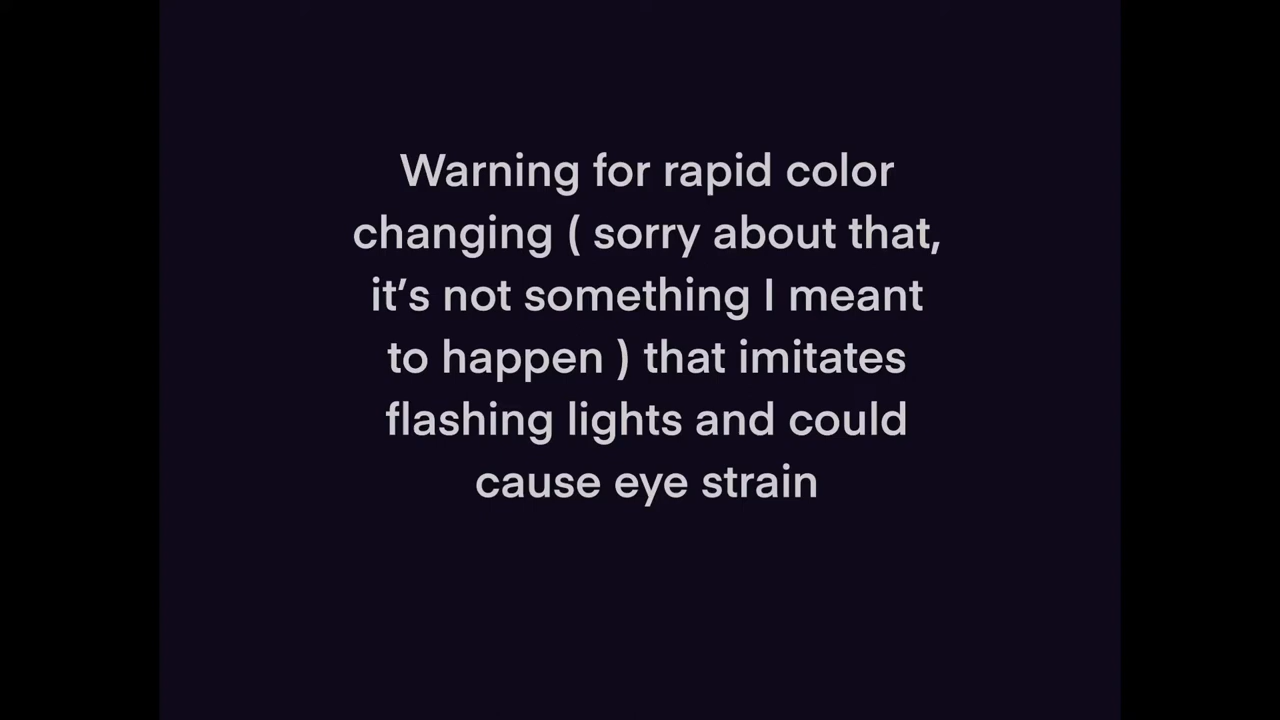 Warning for rapid color
changing ( sorry about that,
it’s not something I meant
to happen ) that imitates
flashing lights and could
cause eye strain